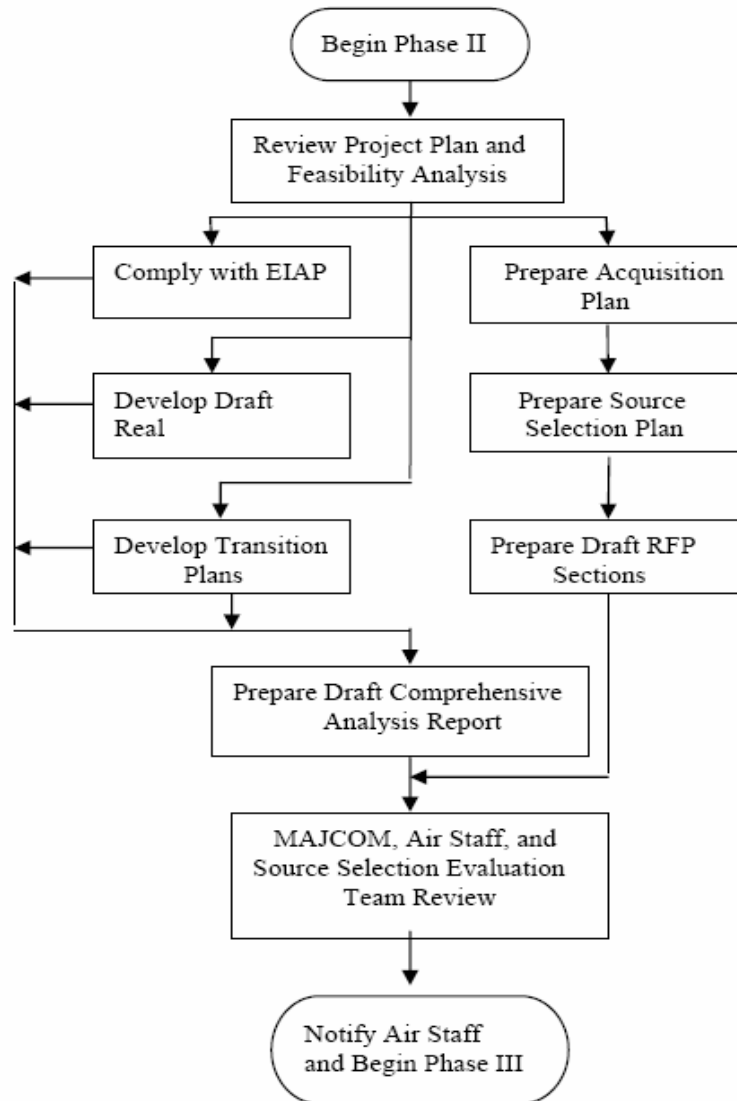 Begin Phase II
Review Project Plan and
Feasibility Analysis
Comply with EIAP
Prepare Acquisition
Plan
Develop Draft
Real
Prepare Source
Selection Plan
Develop Transition
Plans
Prepare Draft RFP
Sections
Prepare Draft Comprehensive
Analysis Report
MAJCOM, Air Staff, and
Source Selection Evaluation
Team Review
Notify Air Staff
and Begin Phase III